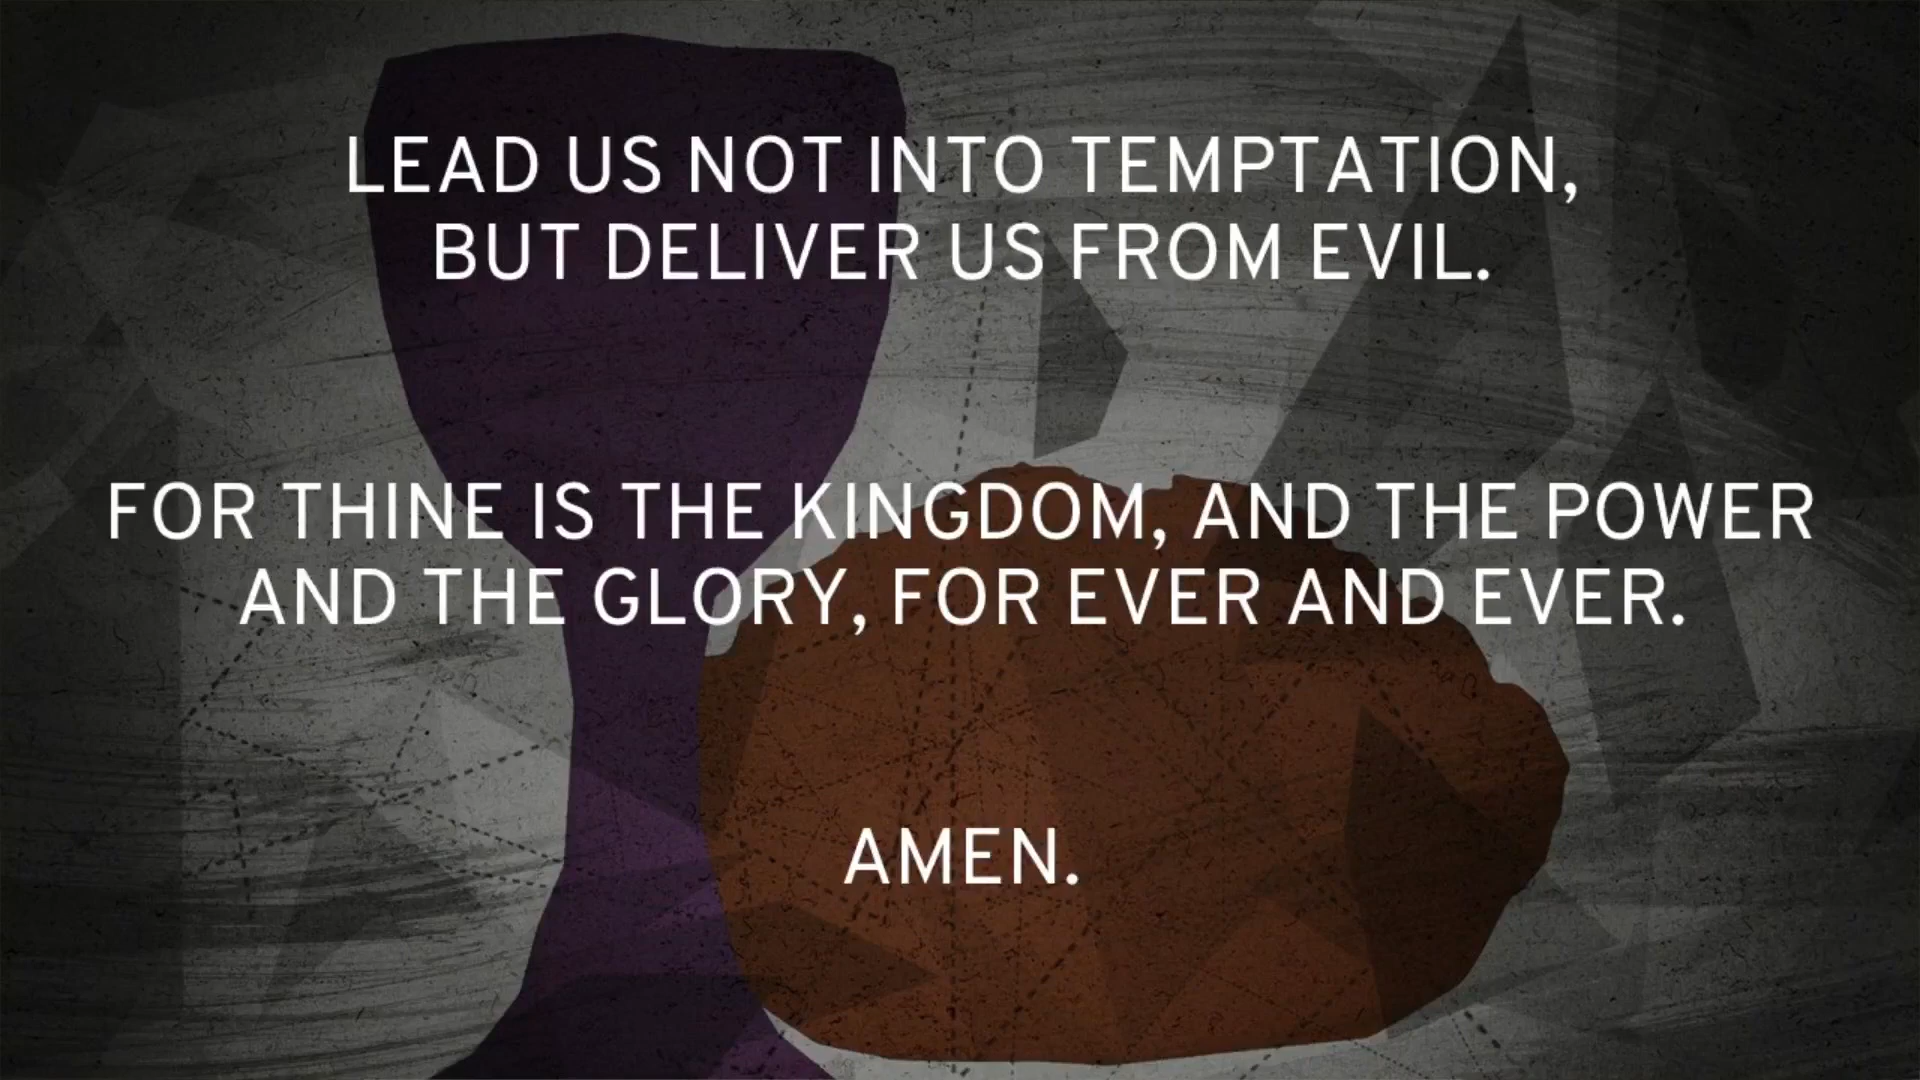 LEAD US NOT INTO TEMPTATION,
BUT DELIVER US FROM EVIL.
FOR THINE IS THE KINGDOM, AND THE POWER
AND THE GLORY, FOR EVER AND EVER.
AMEN.